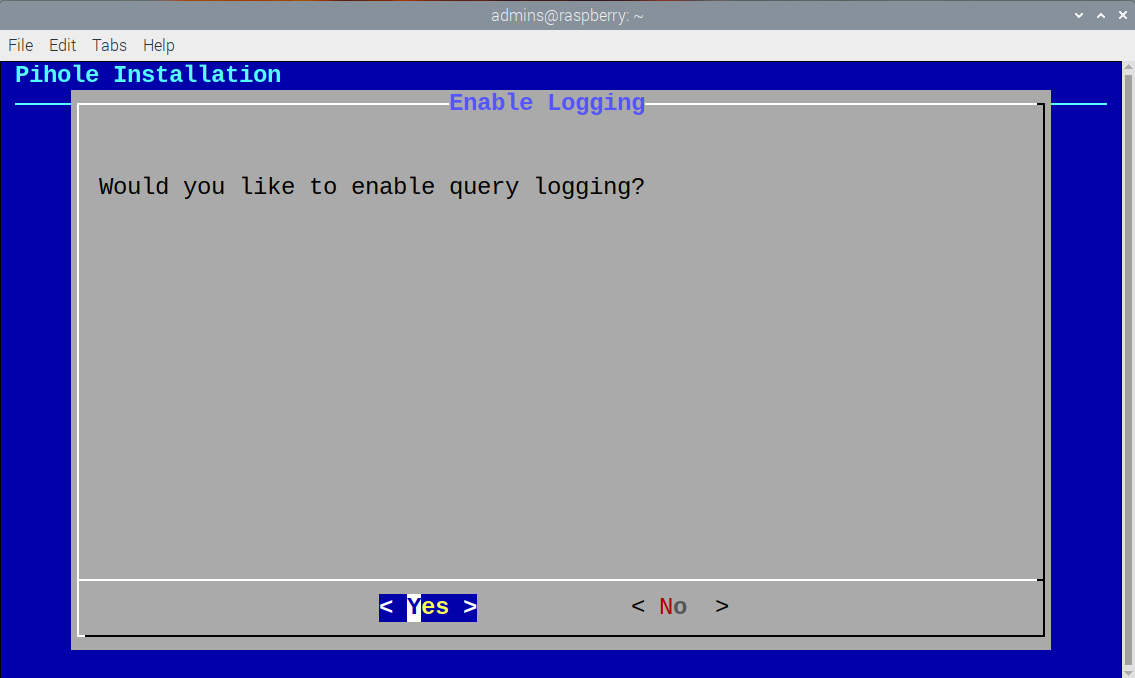 admins@raspberry: ~
File Edit Tabs Help
Pihole Installation
Enable Logging
Would you like to enable query logging?
< Yes > < No >